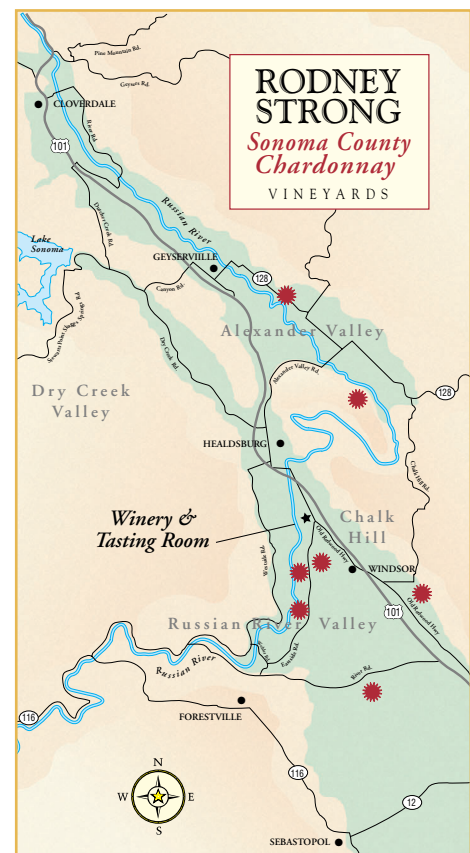 RODNEY
STRONG
Sonoma County
Chardonnay
VINEYARDS
Pine Mountain Rd.
Geysers Rd.
CLOVERDALE
River Rd.
101
Russian River
Dutcher Creek Rd.
Lake
Sonoma
GEYSERVIILLE
128
Canyon Rd.
Alexander Valley
Dry Creek Rd.
Alexander Valley Rd.
Dry Creek
Valley
128
HEALDSBURG
Chalk Hill Rd.
Winery &
Tasting Room
Chalk
Hill
Old Redwood Hwy
Westside Rd.
WINDSOR
Old Redwood Hwy
101
Russian River Valley
Eastside Rd.
Russian River
River Rd.
116
FORESTVILLE
N
W
E
S
116
12
SEBASTOPOL